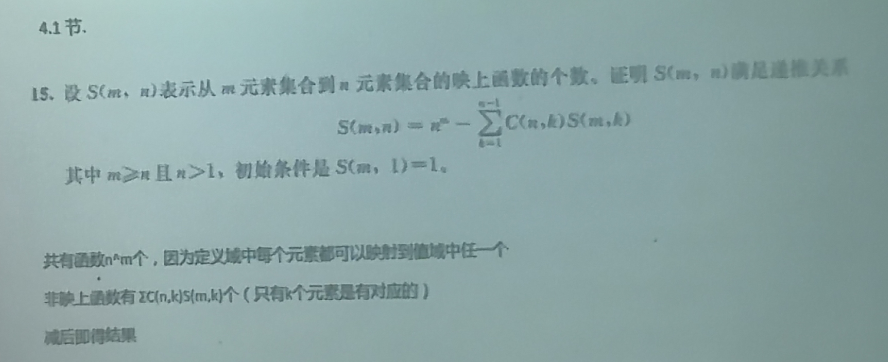 4.1 节.
15. 设 S(m, n)表示从 m 元素集合到 n 元素集合的映上函数的个数。证明 S(m, n)满足递推关系
S(m,n) = n^m - \sum_{k=1}^{n-1} C(n,k)S(m,k)
其中 m⩾n 且 n>1，初始条件是 S(m, 1)=1。
共有函数n^m个，因为定义域中每个元素都可以映射到值域中任一个
非映上函数有 ΣC(n,k)S(m,k)个（只有k个元素是有对应的）
减后即得结果